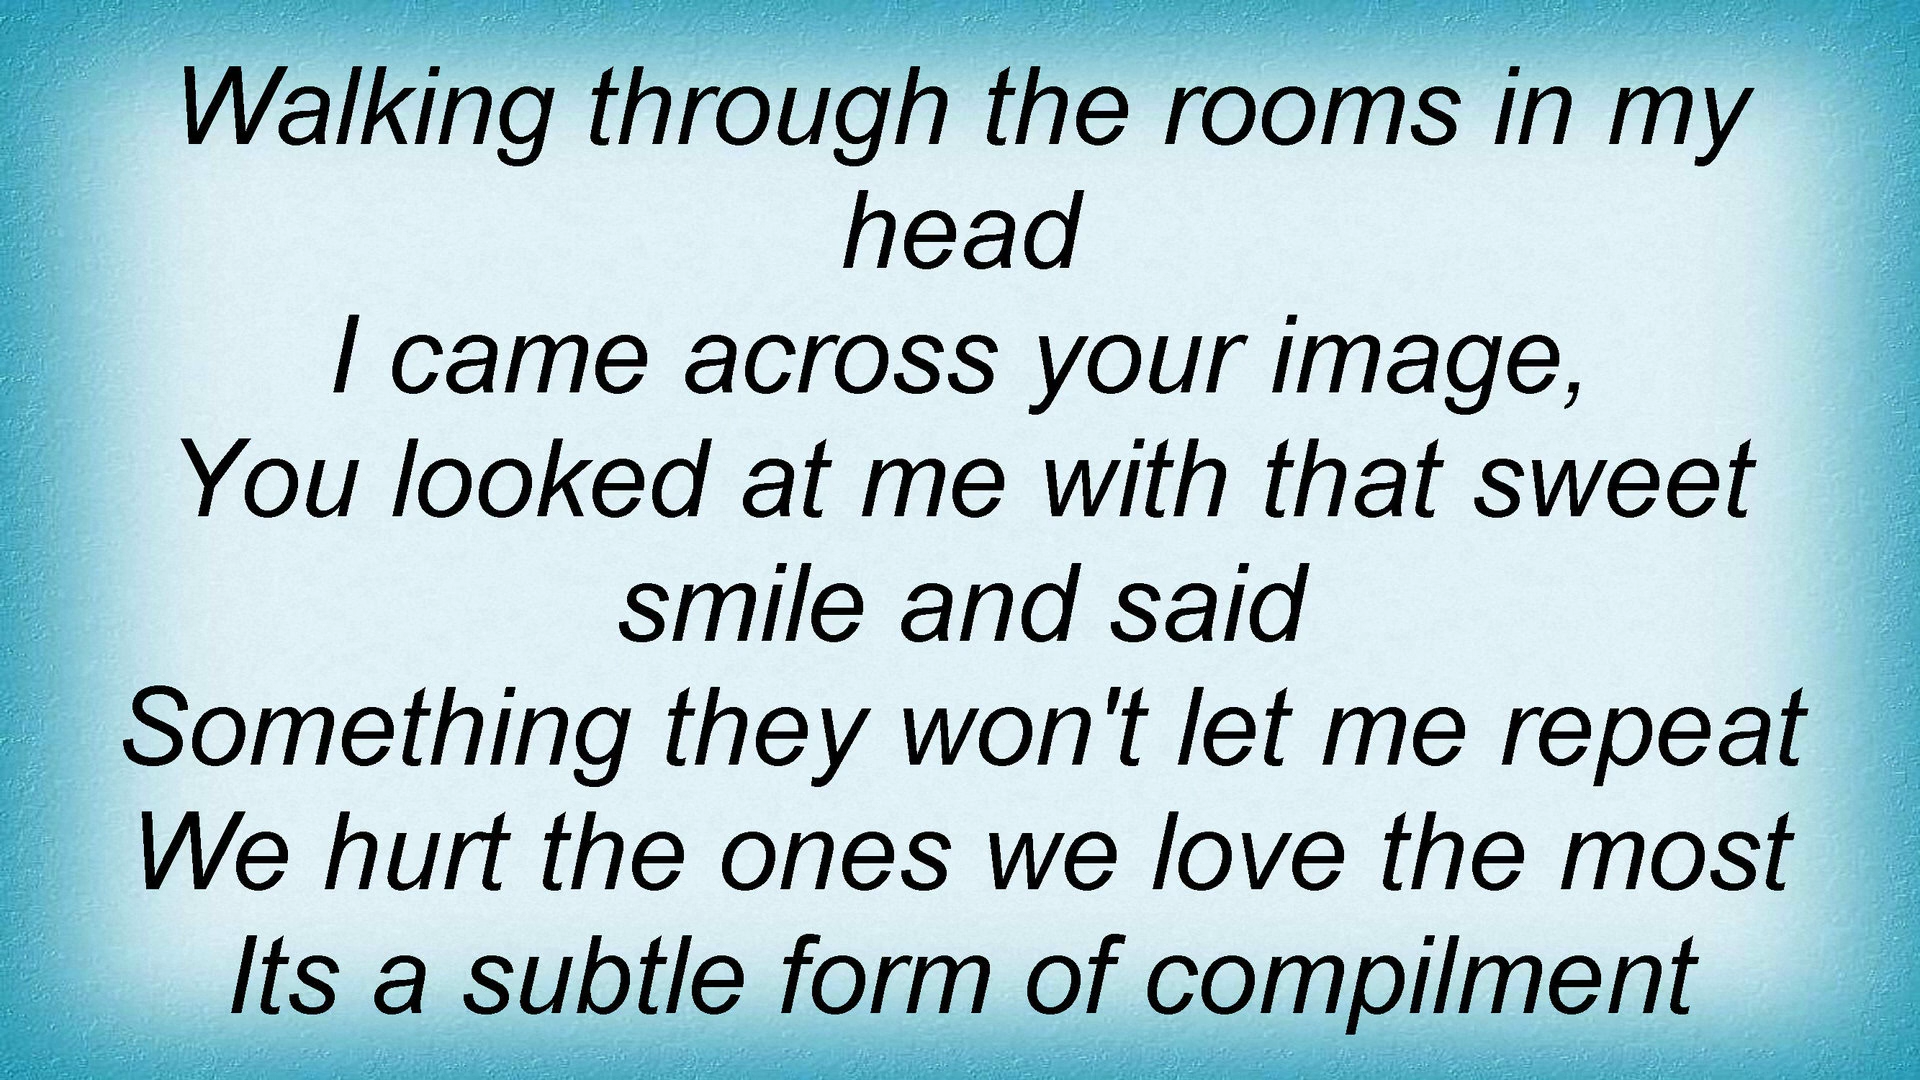 Walking through the rooms in my
head
I came across your image,
You looked at me with that sweet
smile and said
Something they won't let me repeat
We hurt the ones we love the most
Its a subtle form of compilment